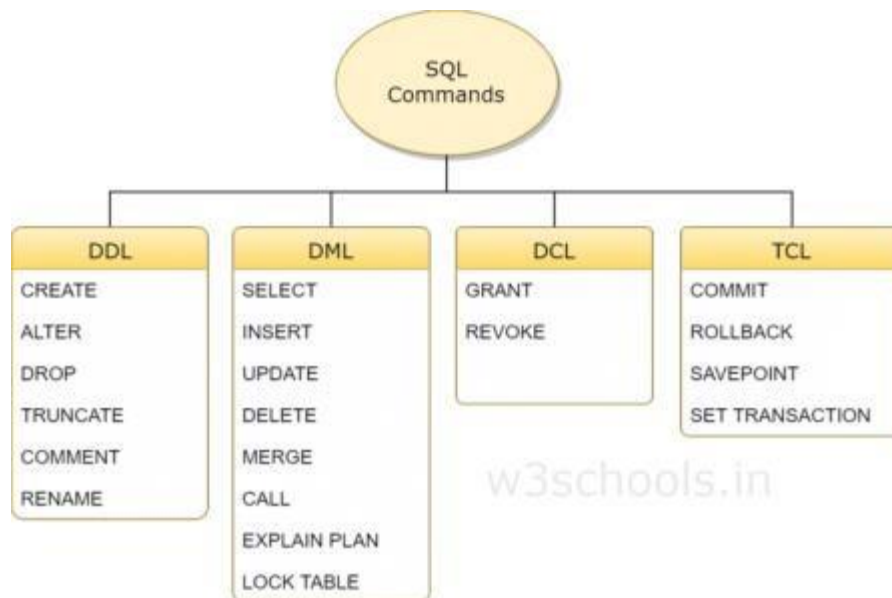 SQL
Commands
DDL
CREATE
ALTER
DROP
TRUNCATE
COMMENT
RENAME
DML
SELECT
INSERT
UPDATE
DELETE
MERGE
CALL
EXPLAIN PLAN
LOCK TABLE
DCL
GRANT
REVOKE
TCL
COMMIT
ROLLBACK
SAVEPOINT
SET TRANSACTION
w3schools.in